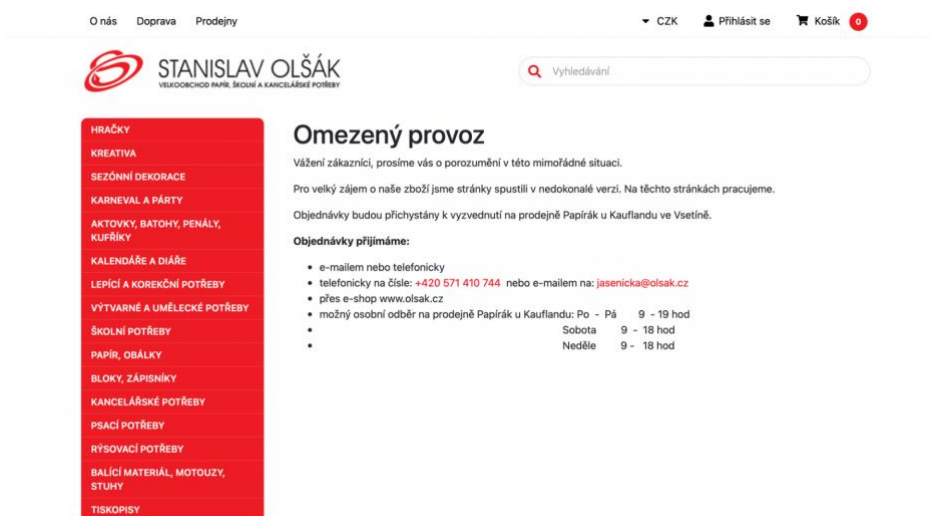 O nás Doprava Prodejny CZK Přihlásit se Košík 0
STANISLAV OLŠÁK
VELKOOBCHOD PAPÍR, ŠKOLNÍ A KANCELÁŘSKÉ POTŘEBY
Vyhledávání
HRAČKY
KREATIVA
SEZÓNNÍ DEKORACE
KARNEVAL A PÁRTY
AKTOVKY, BATOHY, PENÁLY,
KUFŘÍKY
KALENDÁŘE A DIÁŘE
LEPÍCÍ A KOREKČNÍ POTŘEBY
VÝTVARNÉ A UMĚLECKÉ POTŘEBY
ŠKOLNÍ POTŘEBY
PAPÍR, OBÁLKY
BLOKY, ZÁPISNÍKY
KANCELÁŘSKÉ POTŘEBY
PSACÍ POTŘEBY
RÝSOVACÍ POTŘEBY
BALÍCÍ MATERIÁL, MOTOUZY,
STUHY
TISKOPISY
Omezený provoz
Vážení zákazníci, prosíme vás o porozumění v této mimořádné situaci.
Pro velký zájem o naše zboží jsme stránky spustili v nedokonalé verzi. Na těchto stránkách pracujeme.
Objednávky budou přichystány k vyzvednutí na prodejně Papírák u Kauflandu ve Vsetíně.
Objednávky přijímáme:
• e-mailem nebo telefonicky
• telefonicky na čísle: +420 571 410 744 nebo e-mailem na: jasenicka@olsak.cz
• přes e-shop www.olsak.cz
• možný osobní odběr na prodejně Papírák u Kauflandu: Po - Pá 9 - 19 hod
• Sobota 9 - 18 hod
• Neděle 9 - 18 hod